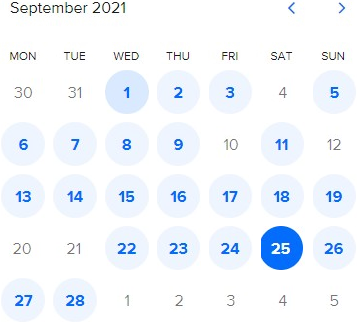 September 2021
MON TUE WED THU FRI SAT SUN
30 31 1 2 3 4 5
6 7 8 9 10 11 12
13 14 15 16 17 18 19
20 21 22 23 24 25 26
27 28 1 2 3 4 5